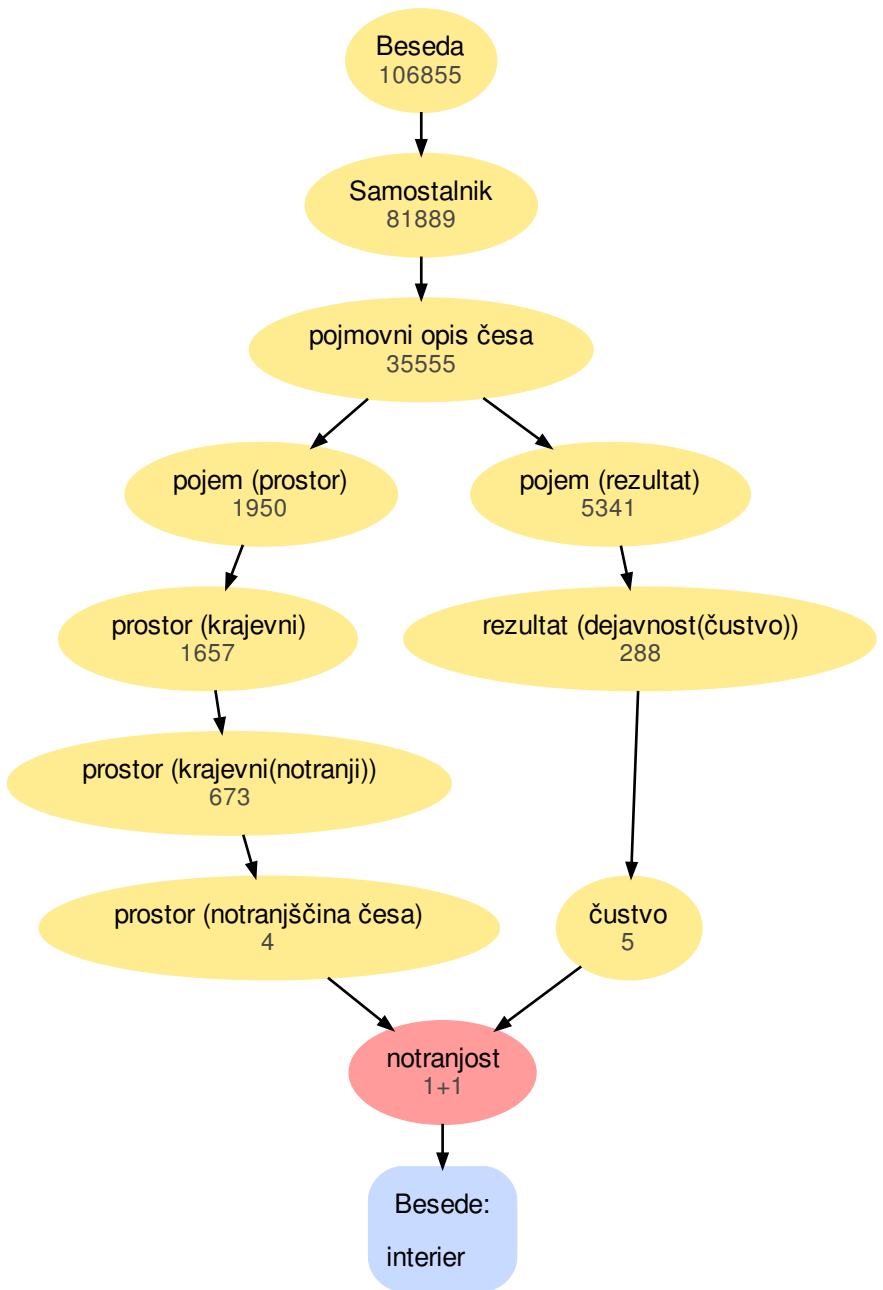 Beseda
106855
Samostalnik
81889
pojmovni opis česa
35555
pojem (prostor)
1950
pojem (rezultat)
5341
prostor (krajevni)
1657
rezultat (dejavnost(čustvo))
288
prostor (krajevni(notranji))
673
prostor (notranjščina česa)
4
čustvo
5
notranjost
1+1
Besede:
interier